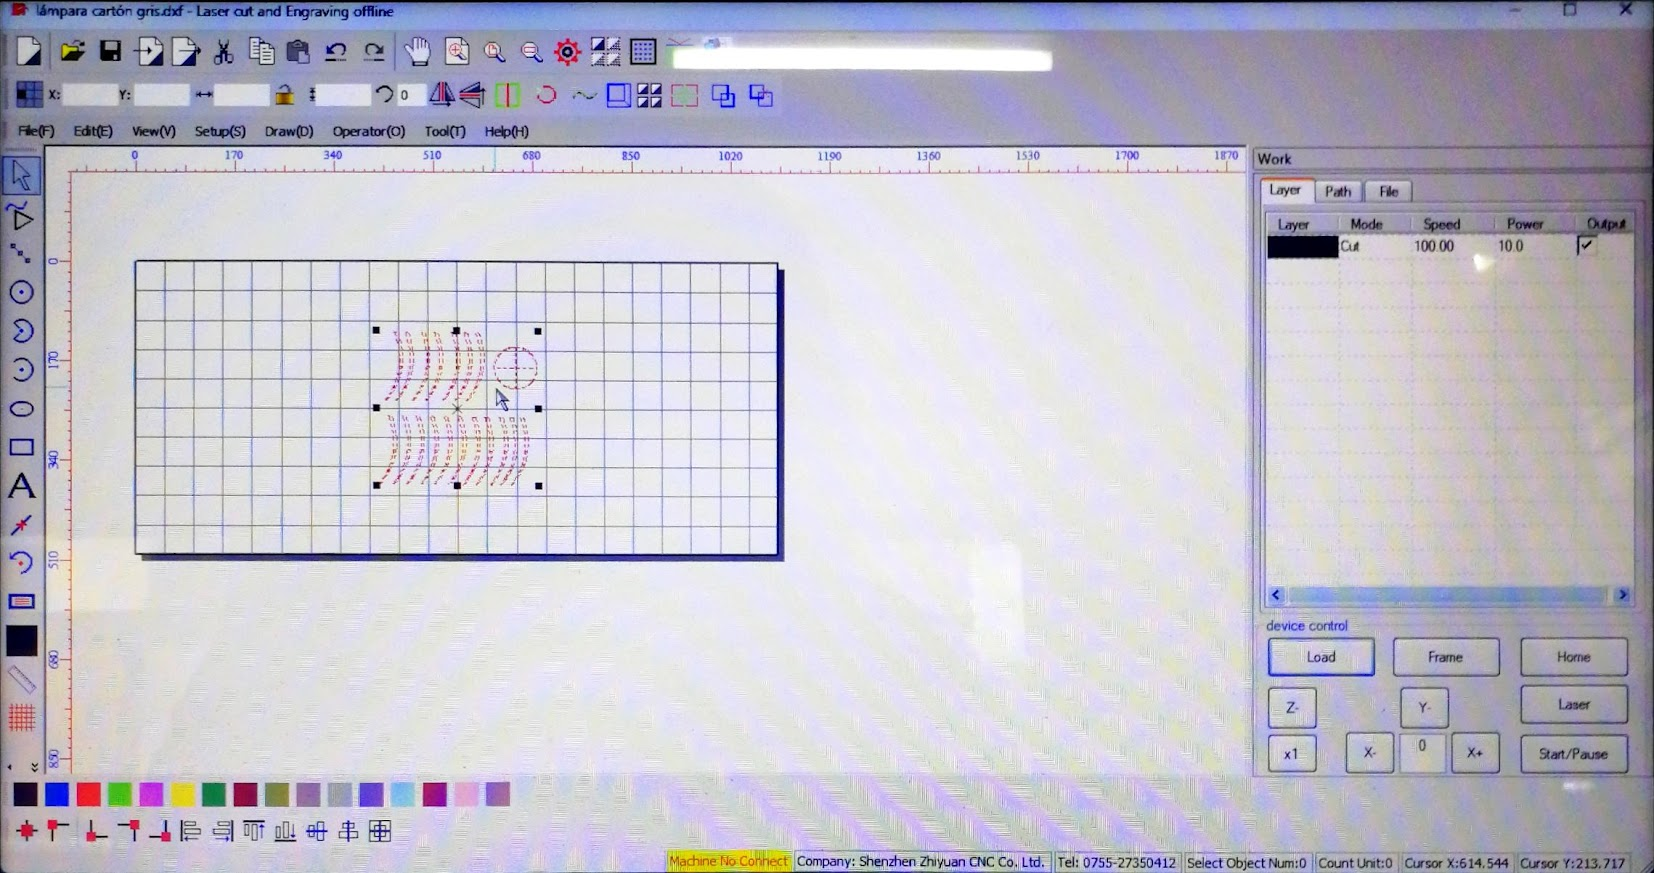 lámpara cartón gris.dxf - Laser cut and Engraving offline
X: Y: 0
File(F) Edit(E) View(V) Setup(S) Draw(D) Operator(O) Tool(T) Help(H)
0 170 340 510 680 850 1020 1190 1360 1530 1700 1870
0
170
340
510
680
850
A
Work
Layer Path File
Layer Mode Speed Power Output
Cut 100.00 10.0
device control
Load Frame Home
Z- Y- Laser
x1 X- 0 X+ Start/Pause
Machine No Connect Company: Shenzhen Zhiyuan CNC Co. Ltd. Tel: 0755-27350412 Select Object Num:0 Count Unit:0 Cursor X:614.544 Cursor Y:213.717